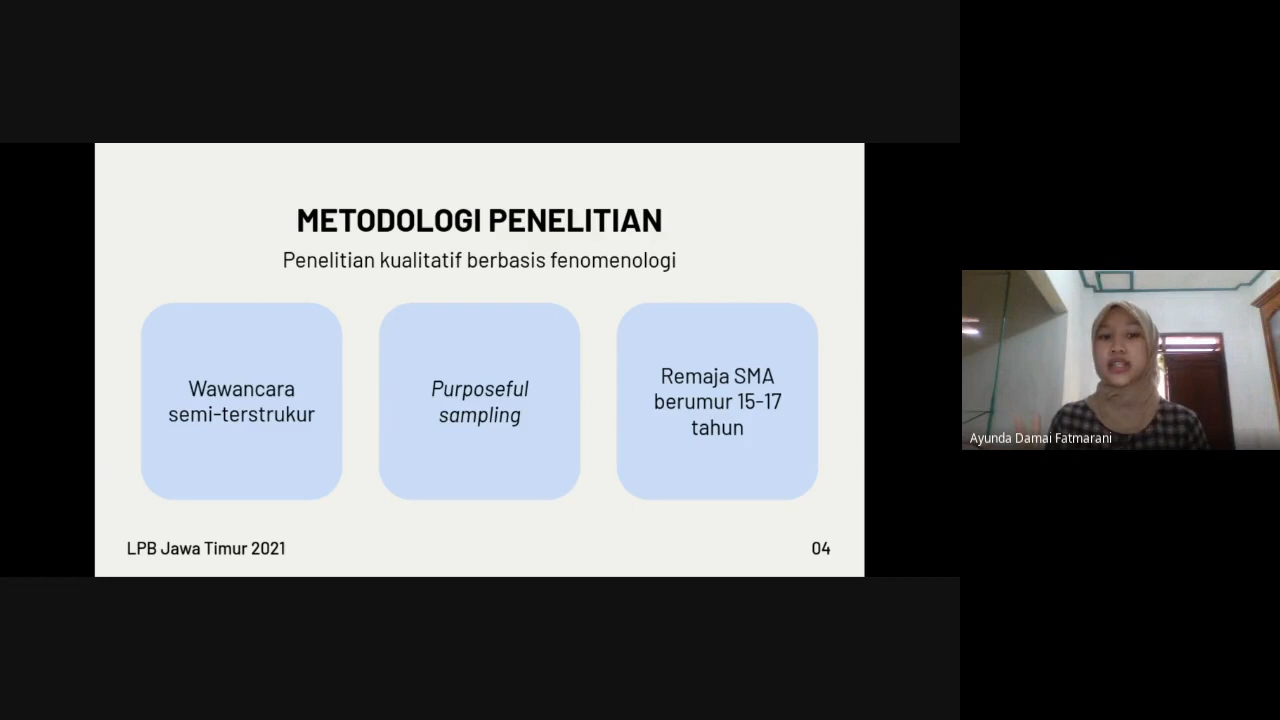 METODOLOGI PENELITIAN
Penelitian kualitatif berbasis fenomenologi
Wawancara
semi-terstrukur
Purposeful
sampling
Remaja SMA
berumur 15-17
tahun
LPB Jawa Timur 2021
04
Ayunda Damai Fatmarani